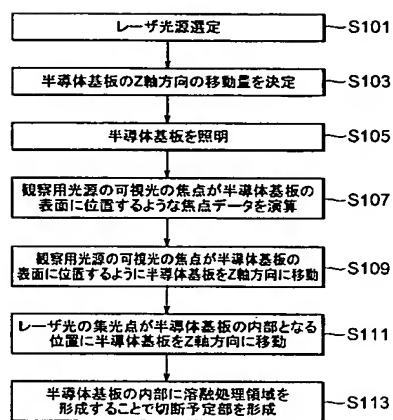 レーザ光源選定
S101
半導体基板のZ軸方向の移動量を決定
S103
半導体基板を照明
S105
観察用光源の可視光の焦点が半導体基板の
表面に位置するような焦点データを演算
S107
観察用光源の可視光の焦点が半導体基板の
表面に位置するように半導体基板をZ軸方向に移動
S109
レーザ光の集光点が半導体基板の内部となる
位置に半導体基板をZ軸方向に移動
S111
半導体基板の内部に溶融処理領域を
形成することで切断予定部を形成
S113